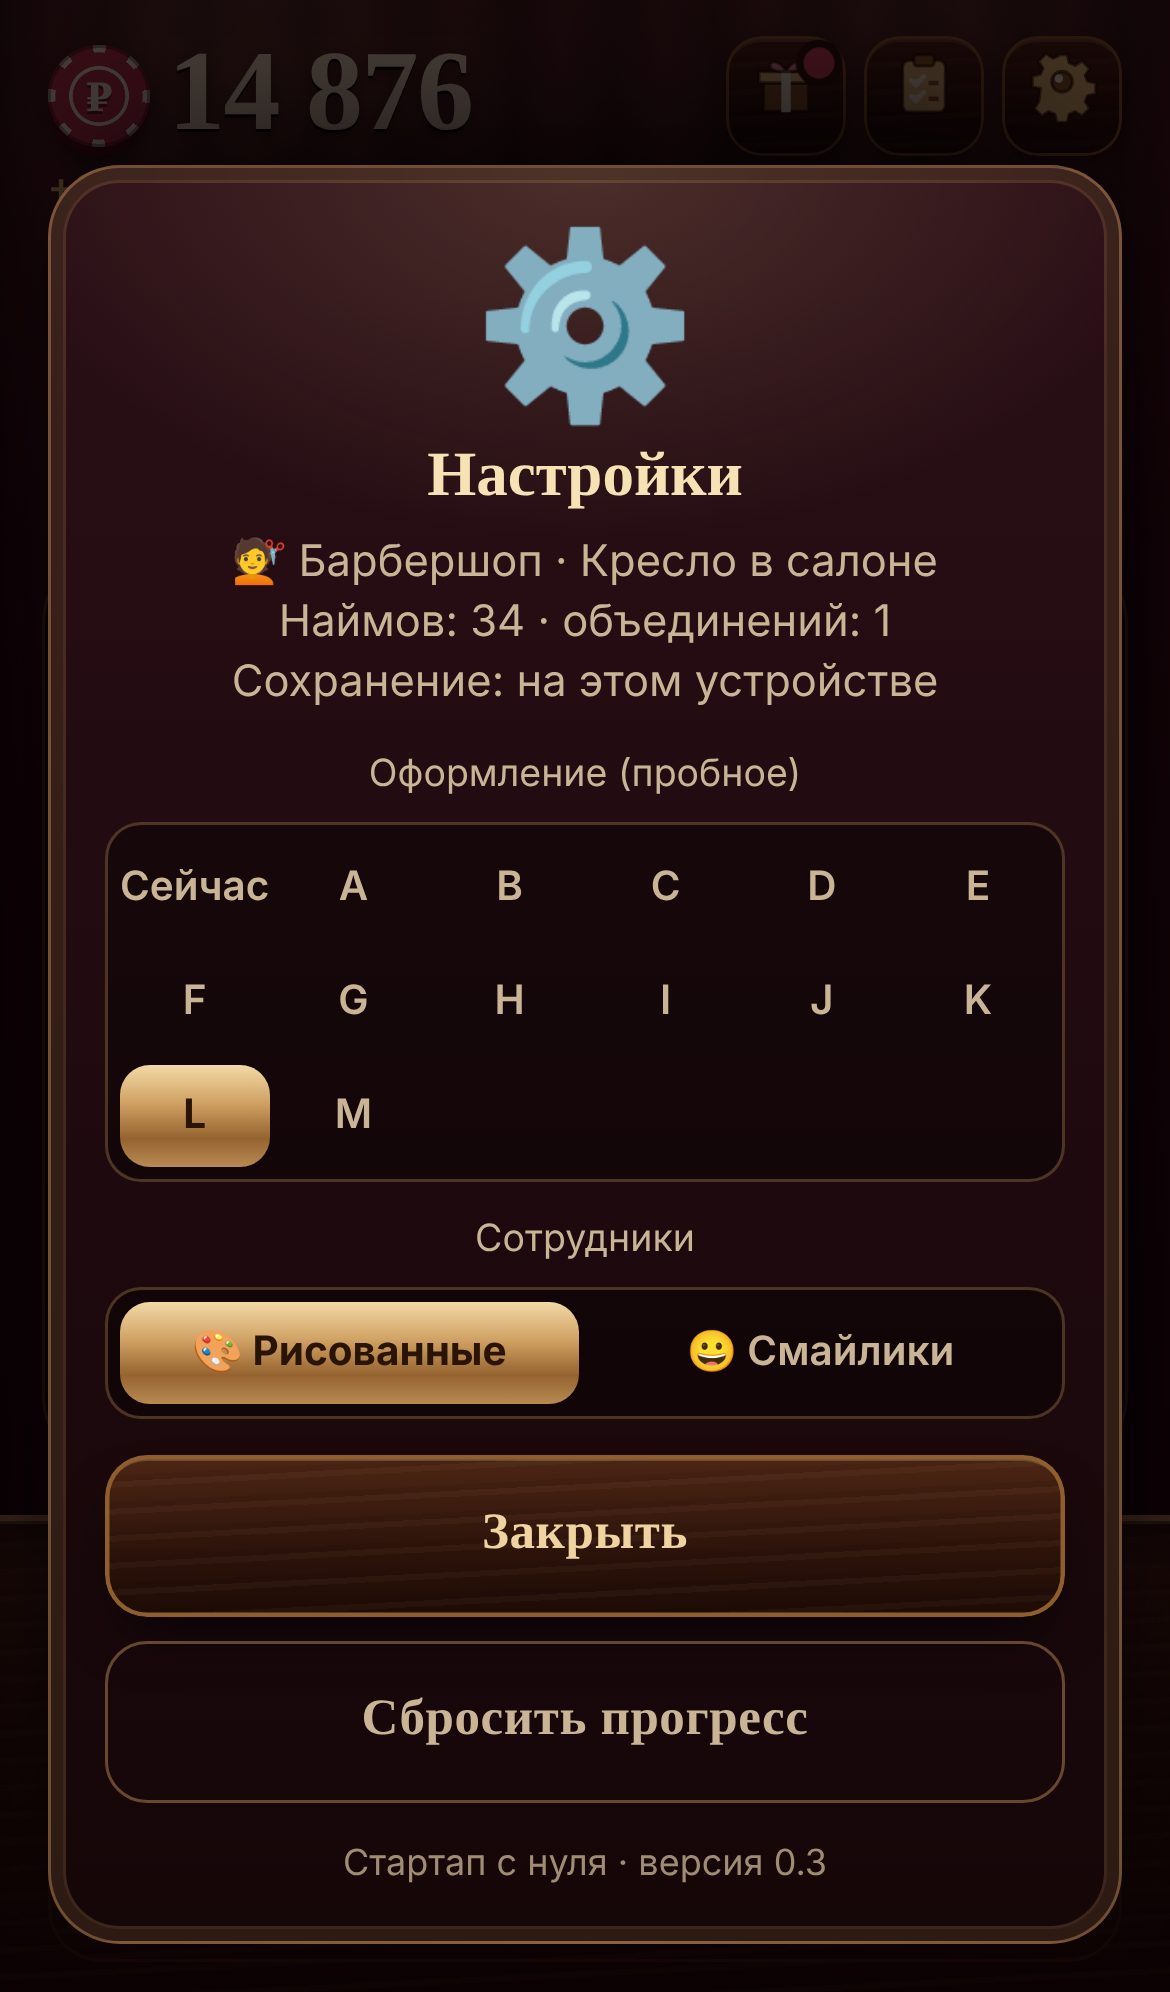 14 876
+
Настройки
💇 Барбершоп · Кресло в салоне
Наймов: 34 · объединений: 1
Сохранение: на этом устройстве
Оформление (пробное)
Сейчас A B C D E
F G H I J K
L M
Сотрудники
🎨 Рисованные 😀 Смайлики
Закрыть
Сбросить прогресс
Стартап с нуля · версия 0.3